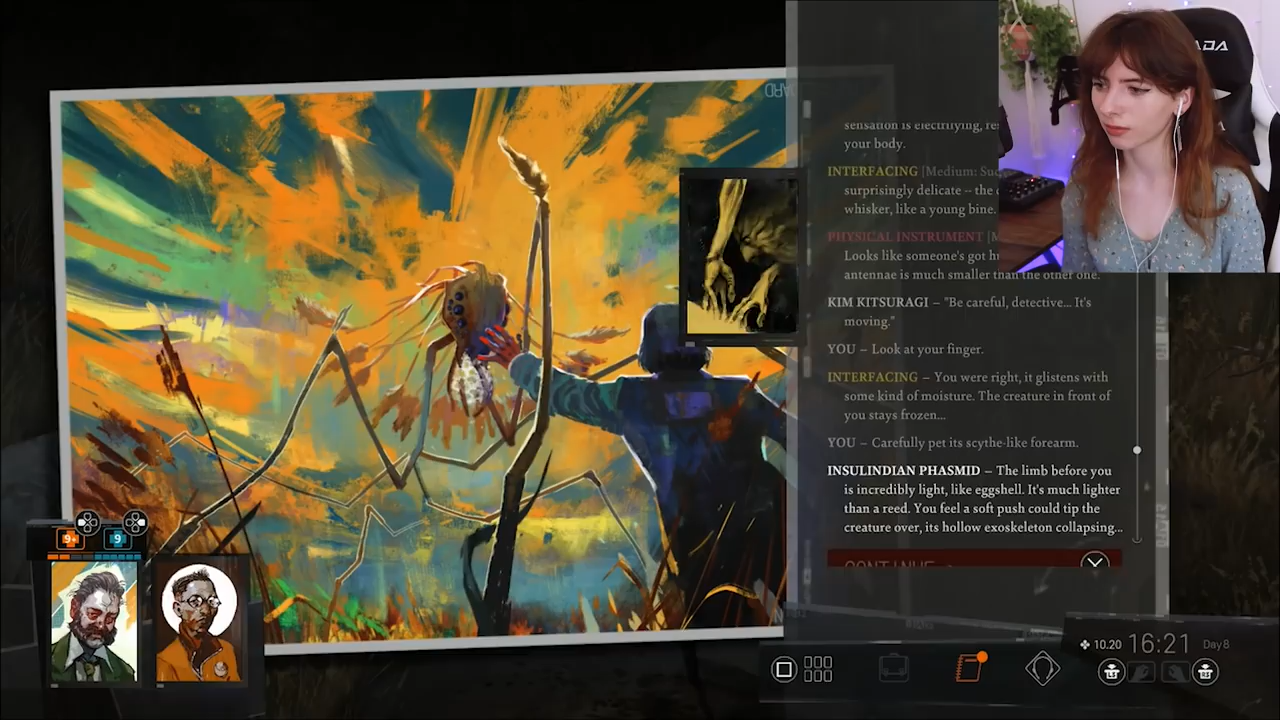 sensation is electrifying,
your body.
INTERFACING [Medium:
surprisingly delicate – the
whisker, like a young bine.
PHYSICAL INSTRUMENT
Looks like someone's got
antennae is much smaller than the other one.
KIM KITSURAGI – "Be careful, detective... It's
moving."
YOU – Look at your finger.
INTERFACING – You were right, it glistens with
some kind of moisture. The creature in front of
you stays frozen...
YOU – Carefully pet its scythe-like forearm.
INSULINDIAN PHASMID – The limb before you
is incredibly light, like eggshell. It's much lighter
than a reed. You feel a soft push could tip the
creature over, its hollow exoskeleton collapsing...
CONTINUE
9+
9
10.20 16:21 Day 8